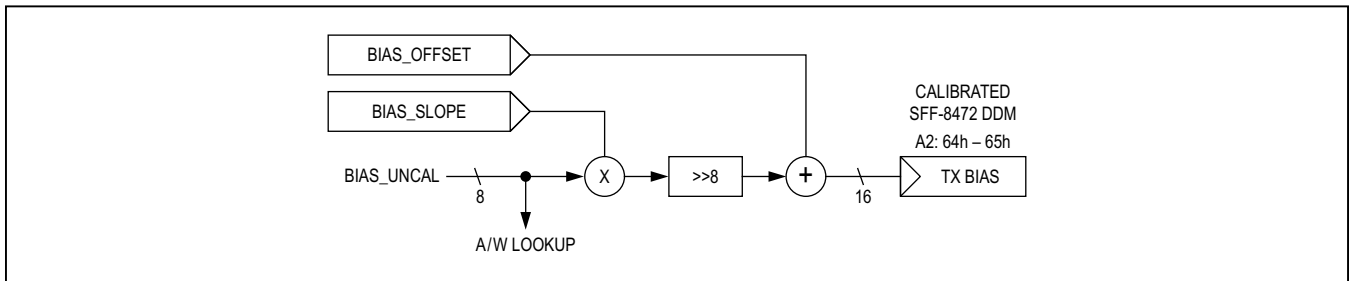 BIAS_OFFSET
BIAS_SLOPE
CALIBRATED
SFF-8472 DDM
A2: 64h – 65h
BIAS_UNCAL
8
X
>>8
+
16
TX BIAS
A/W LOOKUP